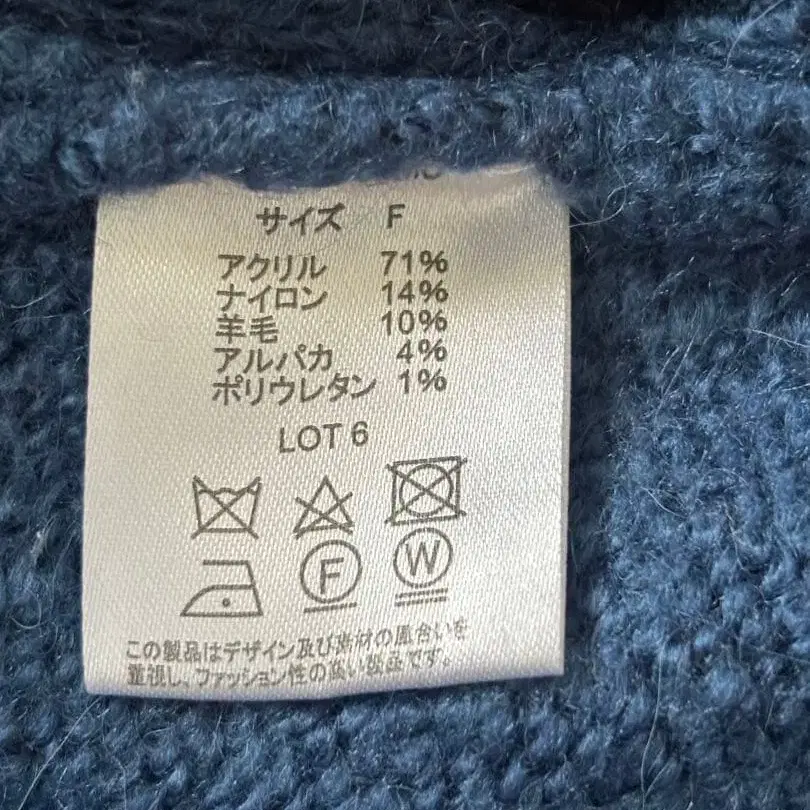 サイズ F
アクリル 71%
ナイロン 14%
羊毛 10%
アルパカ 4%
ポリウレタン 1%
LOT 6
F W
この製品はデザイン及び素材の風合いを
重視し、ファッション性の高い製品です。